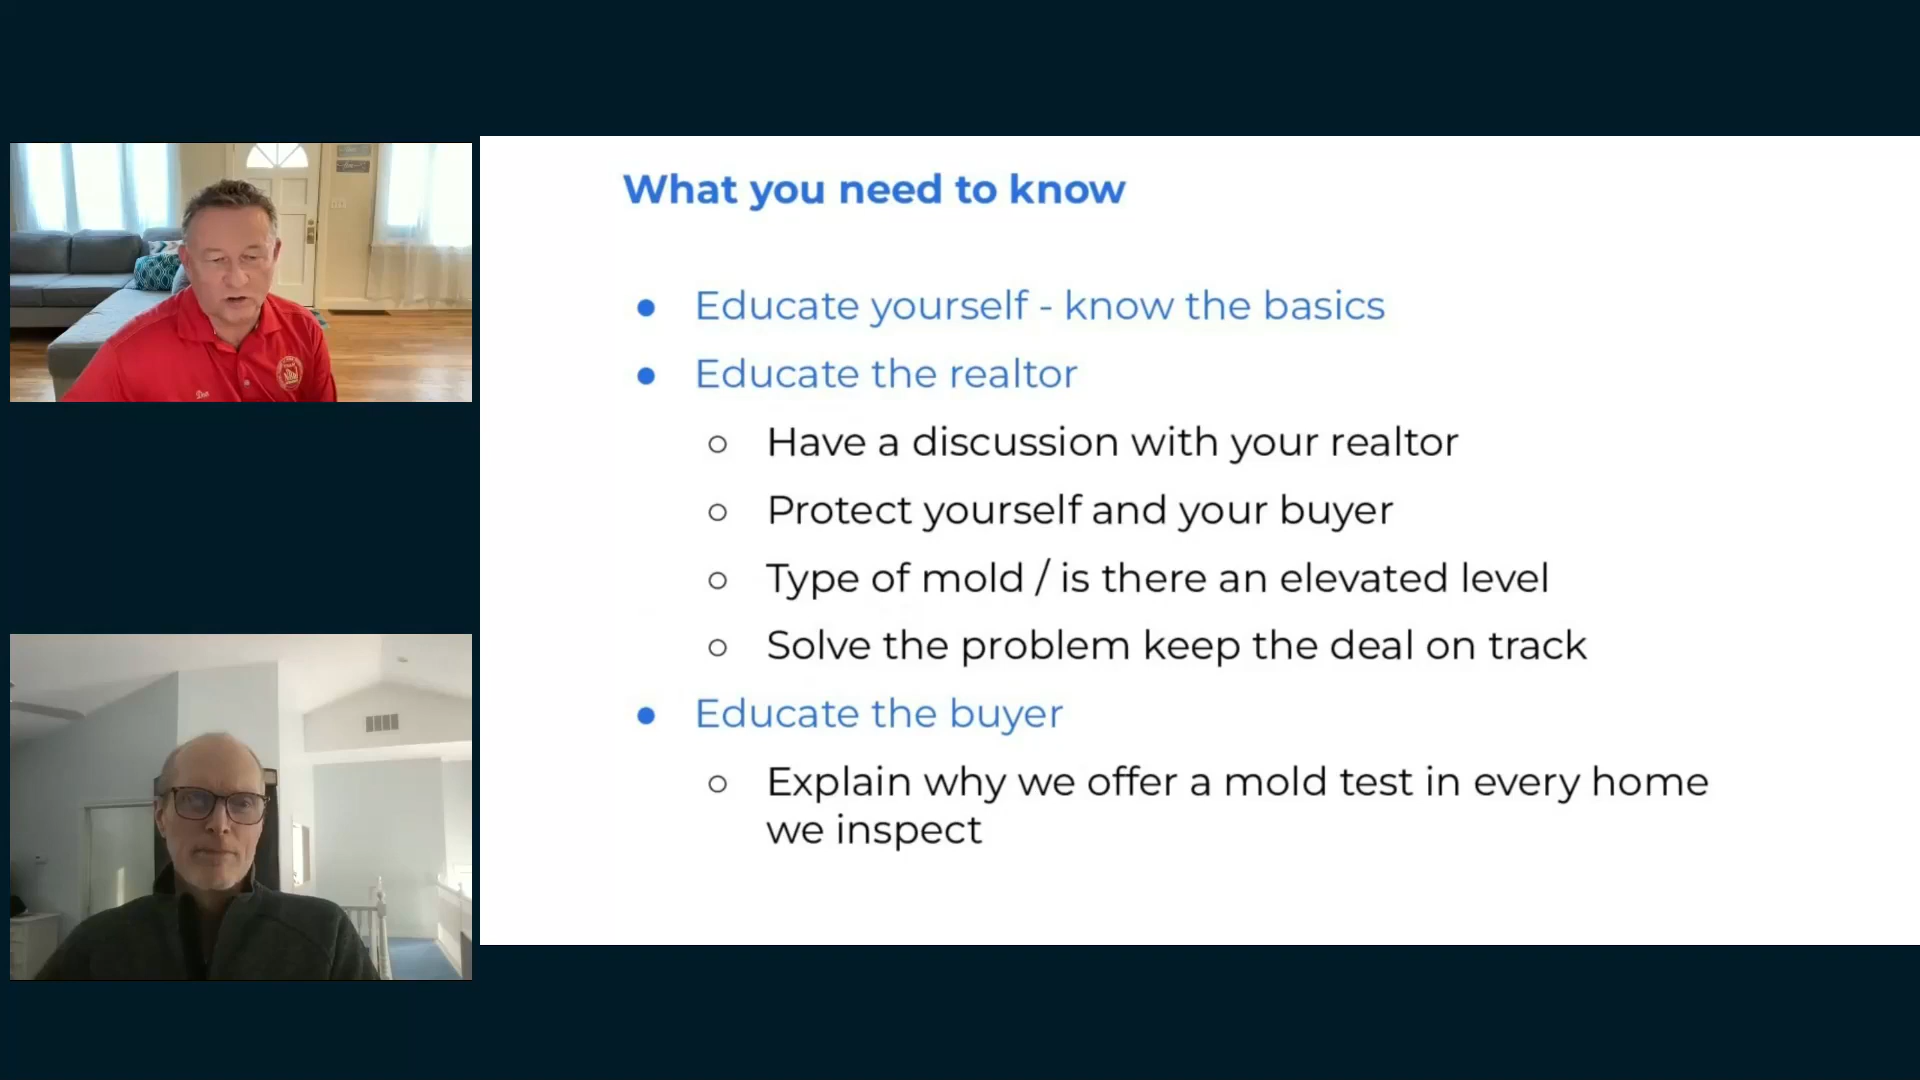 What you need to know
● Educate yourself - know the basics
● Educate the realtor
○ Have a discussion with your realtor
○ Protect yourself and your buyer
○ Type of mold / is there an elevated level
○ Solve the problem keep the deal on track
● Educate the buyer
○ Explain why we offer a mold test in every home
we inspect